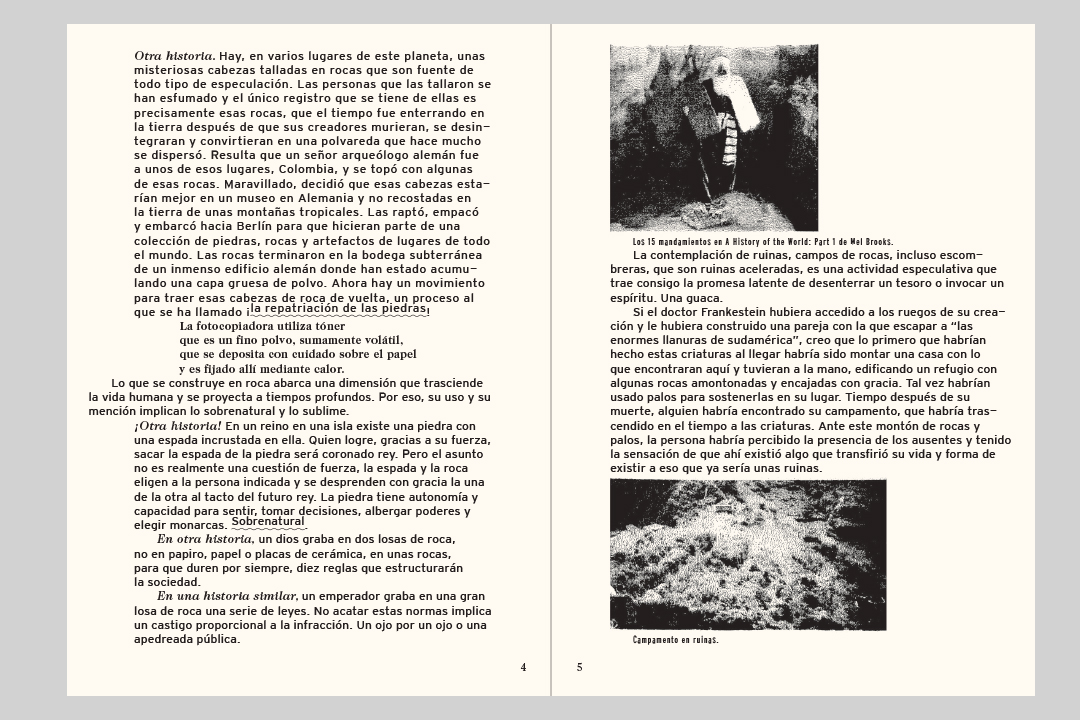 Otra historia. Hay, en varios lugares de este planeta, unas
misteriosas cabezas talladas en rocas que son fuente de
todo tipo de especulación. Las personas que las tallaron se
han esfumado y el único registro que se tiene de ellas es
precisamente esas rocas, que el tiempo fue enterrando en
la tierra después de que sus creadores murieran, se desin–
tegraran y convirtieran en una polvareda que hace mucho
se dispersó. Resulta que un señor arqueólogo alemán fue
a unos de esos lugares, Colombia, y se topó con algunas
de esas rocas. Maravillado, decidió que esas cabezas esta–
rían mejor en un museo en Alemania y no recostadas en
la tierra de unas montañas tropicales. Las raptó, empacó
y embarcó hacia Berlín para que hicieran parte de una
colección de piedras, rocas y artefactos de lugares de todo
el mundo. Las rocas terminaron en la bodega subterránea
de un inmenso edificio alemán donde han estado acumu–
lando una capa gruesa de polvo. Ahora hay un movimiento
para traer esas cabezas de roca de vuelta, un proceso al
que se ha llamado ¡la repatriación de las piedras!
La fotocopiadora utiliza tóner
que es un fino polvo, sumamente volátil,
que se deposita con cuidado sobre el papel
y es fijado allí mediante calor.
Lo que se construye en roca abarca una dimensión que trasciende
la vida humana y se proyecta a tiempos profundos. Por eso, su uso y su
mención implican lo sobrenatural y lo sublime.
¡Otra historia! En un reino en una isla existe una piedra con
una espada incrustada en ella. Quien logre, gracias a su fuerza,
sacar la espada de la piedra será coronado rey. Pero el asunto
no es realmente una cuestión de fuerza, la espada y la roca
eligen a la persona indicada y se desprenden con gracia la una
de la otra al tacto del futuro rey. La piedra tiene autonomía y
capacidad para sentir, tomar decisiones, albergar poderes y
elegir monarcas. Sobrenatural.
En otra historia, un dios graba en dos losas de roca,
no en papiro, papel o placas de cerámica, en unas rocas,
para que duren por siempre, diez reglas que estructurarán
la sociedad.
En una historia similar, un emperador graba en una gran
losa de roca una serie de leyes. No acatar estas normas implica
un castigo proporcional a la infracción. Un ojo por un ojo o una
apedreada pública.
4
Los 15 mandamientos en A History of the World: Part 1 de Mel Brooks.
La contemplación de ruinas, campos de rocas, incluso escom–
breras, que son ruinas aceleradas, es una actividad especulativa que
trae consigo la promesa latente de desenterrar un tesoro o invocar un
espíritu. Una guaca.
Si el doctor Frankestein hubiera accedido a los ruegos de su crea–
ción y le hubiera construido una pareja con la que escapar a “las
enormes llanuras de sudamérica”, creo que lo primero que habrían
hecho estas criaturas al llegar habría sido montar una casa con lo
que encontraran aquí y tuvieran a la mano, edificando un refugio con
algunas rocas amontonadas y encajadas con gracia. Tal vez habrían
usado palos para sostenerlas en su lugar. Tiempo después de su
muerte, alguien habría encontrado su campamento, que habría tras–
cendido en el tiempo a las criaturas. Ante este montón de rocas y
palos, la persona habría percibido la presencia de los ausentes y tenido
la sensación de que ahí existió algo que transfirió su vida y forma de
existir a eso que ya sería unas ruinas.
Campamento en ruinas.
5